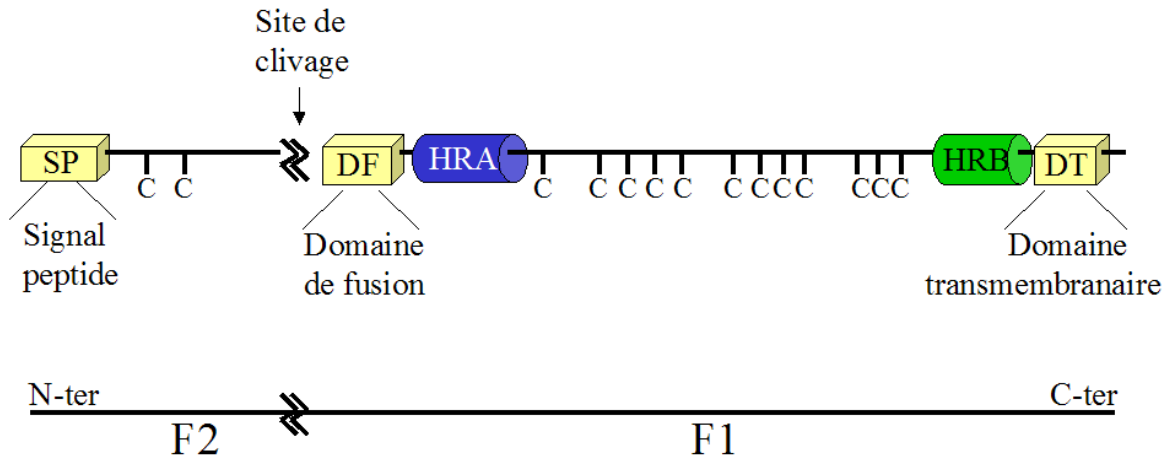 Site de
clivage
SP DF HRA HRB DT
C C C C C C C C C C C C C C
Signal
peptide
Domaine
de fusion
Domaine
transmembranaire
N-ter C-ter
F2 F1